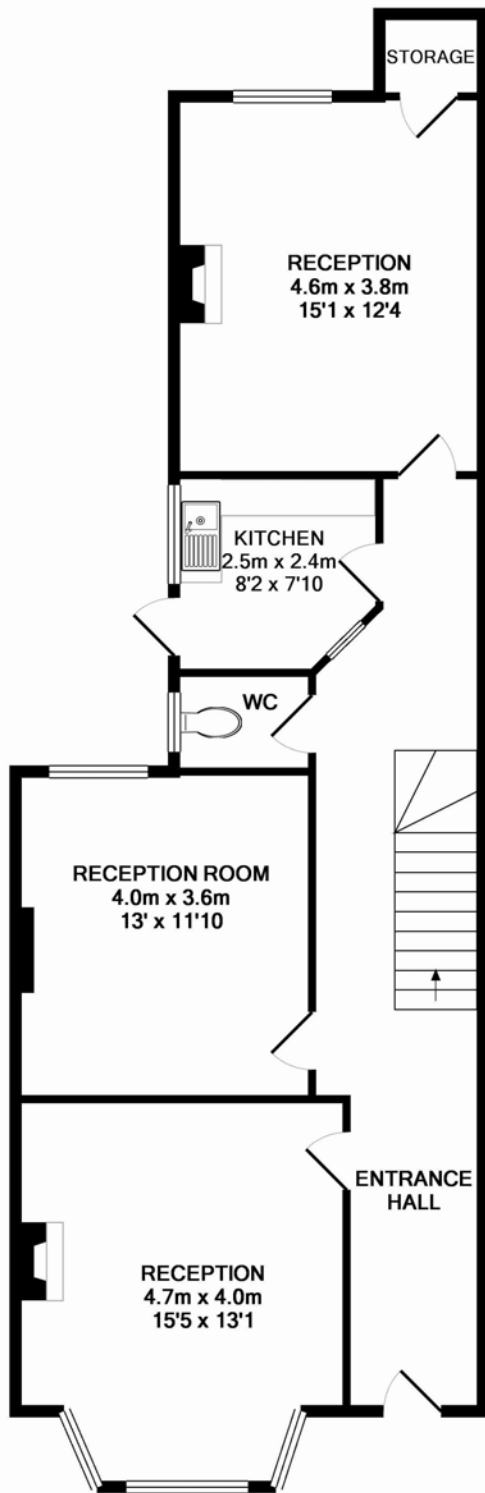 STORAGE
RECEPTION
4.6m x 3.8m
15'1 x 12'4
KITCHEN
2.5m x 2.4m
8'2 x 7'10
WC
RECEPTION ROOM
4.0m x 3.6m
13' x 11'10
ENTRANCE
HALL
RECEPTION
4.7m x 4.0m
15'5 x 13'1